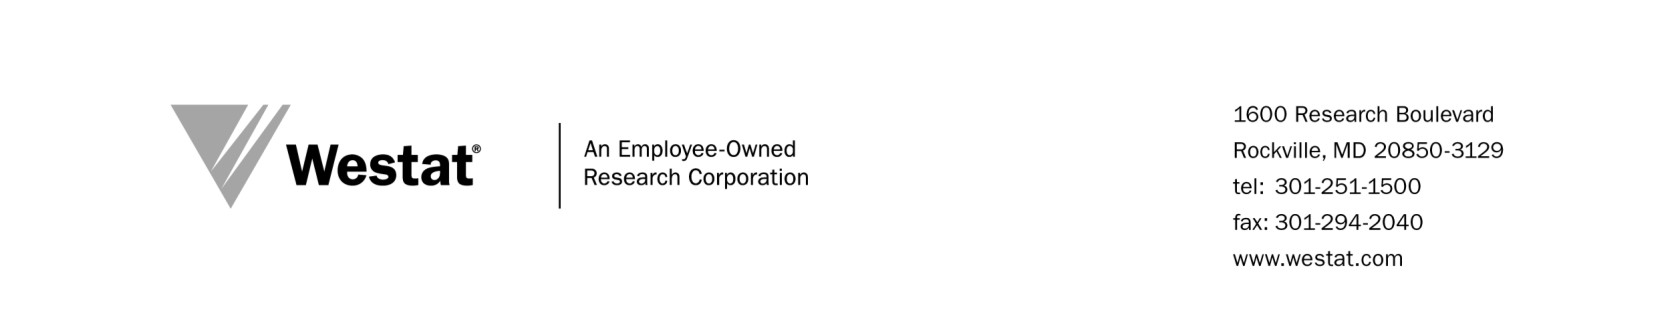 Westat®
An Employee-Owned
Research Corporation
1600 Research Boulevard
Rockville, MD 20850-3129
tel: 301-251-1500
fax: 301-294-2040
www.westat.com